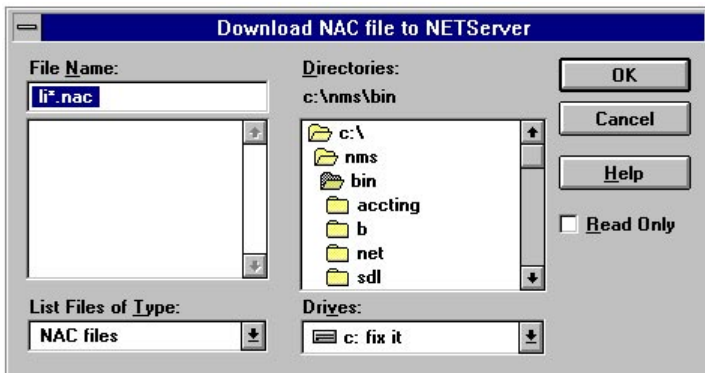 Download NAC file to NETServer
File Name:
li*.nac
Directories:
c:\nms\bin
c:\
nms
bin
accting
b
net
sdl
OK
Cancel
Help
Read Only
List Files of Type:
NAC files
Drives:
c: fix it